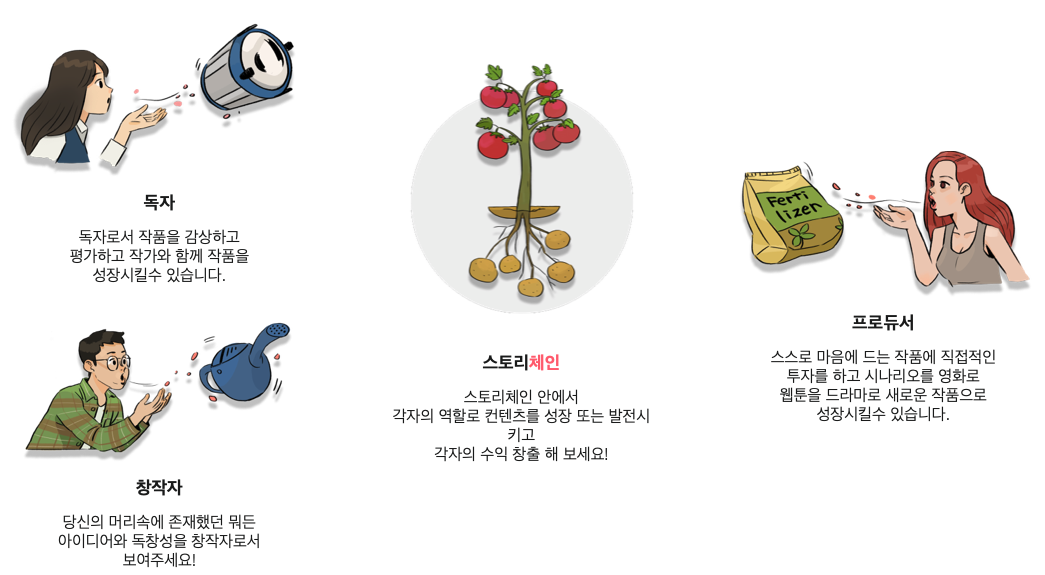 독자
독자로서 작품을 감상하고
평가하고 작가와 함께 작품을
성장시킬수 있습니다.
창작자
당신의 머리속에 존재했던 뭐든
아이디어와 독창성을 창작자로서
보여주세요!
스토리체인
스토리체인 안에서
각자의 역할로 컨텐츠를 성장 또는 발전시
키고
각자의 수익 창출 해 보세요!
Ferti
lizer
프로듀서
스스로 마음에 드는 작품에 직접적인
투자를 하고 시나리오를 영화로
웹툰을 드라마로 새로운 작품으로
성장시킬수 있습니다.